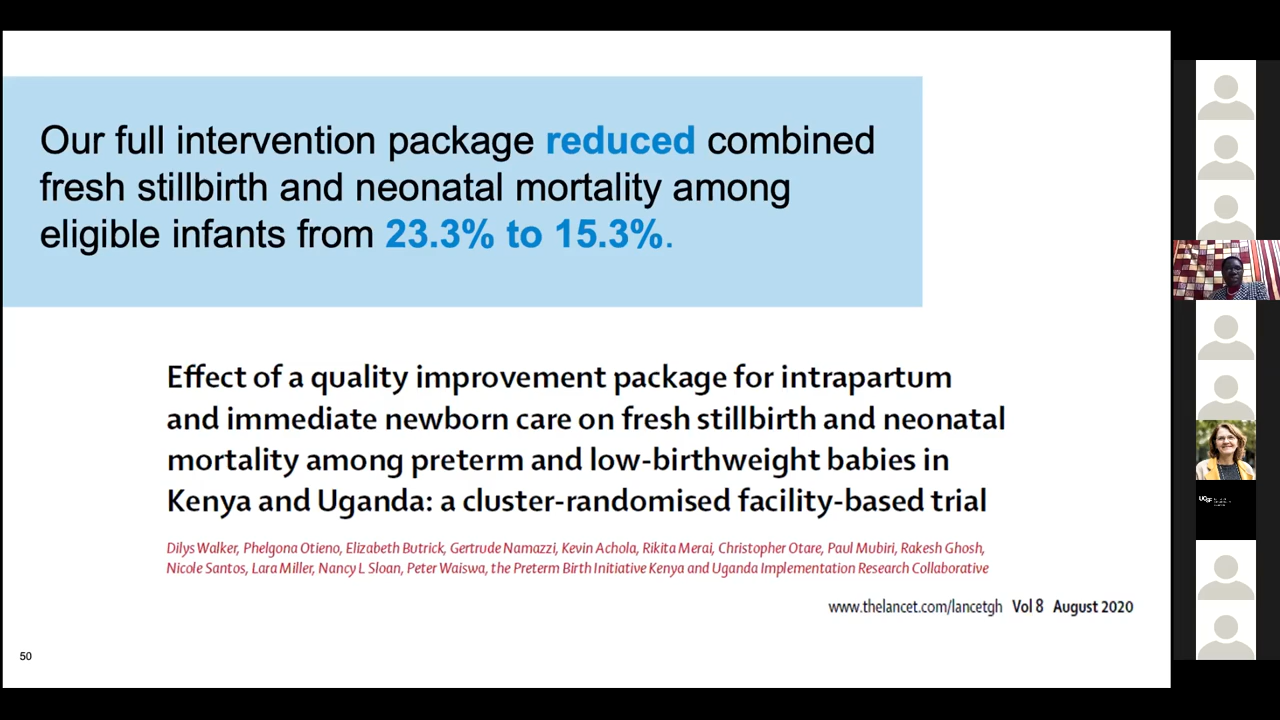 Our full intervention package reduced combined
fresh stillbirth and neonatal mortality among
eligible infants from 23.3% to 15.3%.
Effect of a quality improvement package for intrapartum
and immediate newborn care on fresh stillbirth and neonatal
mortality among preterm and low-birthweight babies in
Kenya and Uganda: a cluster-randomised facility-based trial
Dilys Walker, Phelgona Otieno, Elizabeth Butrick, Gertrude Namazzi, Kevin Achola, Rikita Merai, Christopher Otare, Paul Mubiri, Rakesh Ghosh,
Nicole Santos, Lara Miller, Nancy L Sloan, Peter Waiswa, the Preterm Birth Initiative Kenya and Uganda Implementation Research Collaborative
www.thelancet.com/lancetgh Vol 8 August 2020
50
UCSF